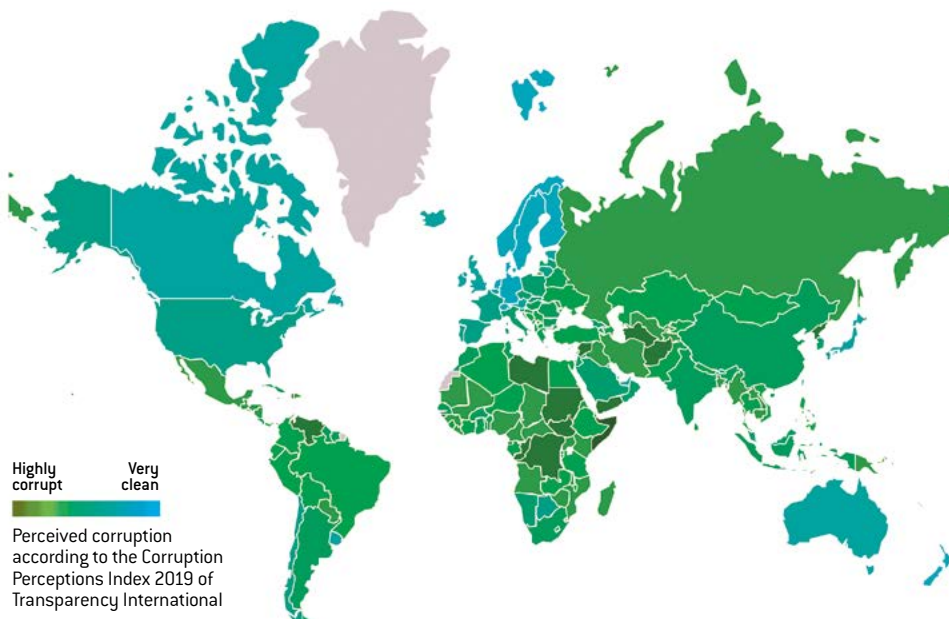 Highly corrupt
Very clean
Perceived corruption
according to the Corruption
Perceptions Index 2019 of
Transparency International